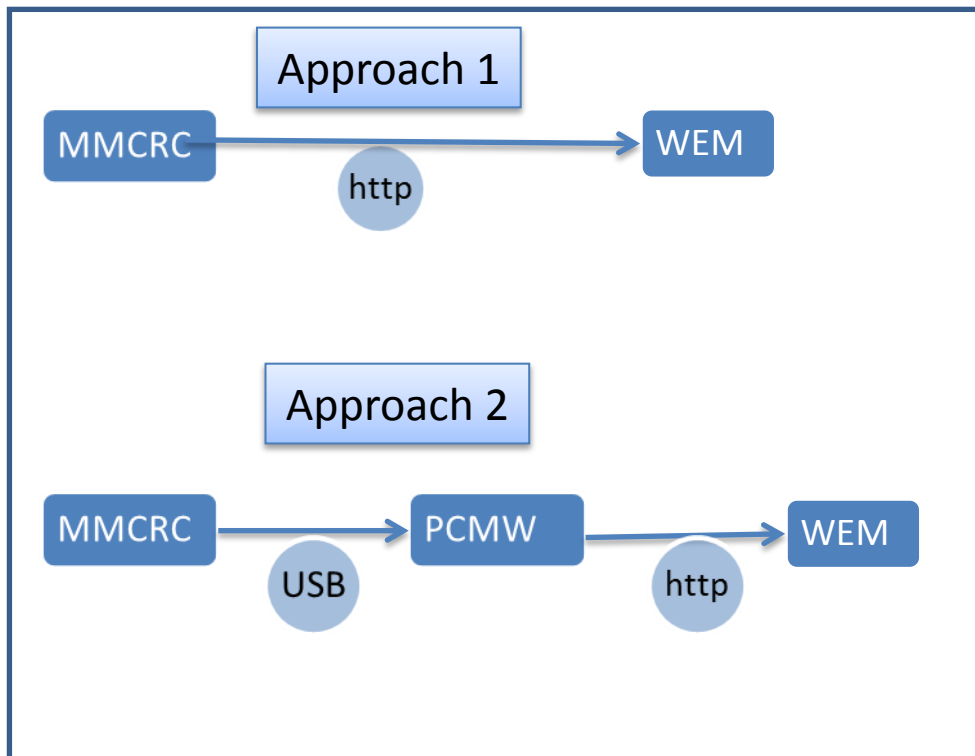 Approach 1
MMCRC
WEM
http
Approach 2
MMCRC
PCMW
WEM
USB
http